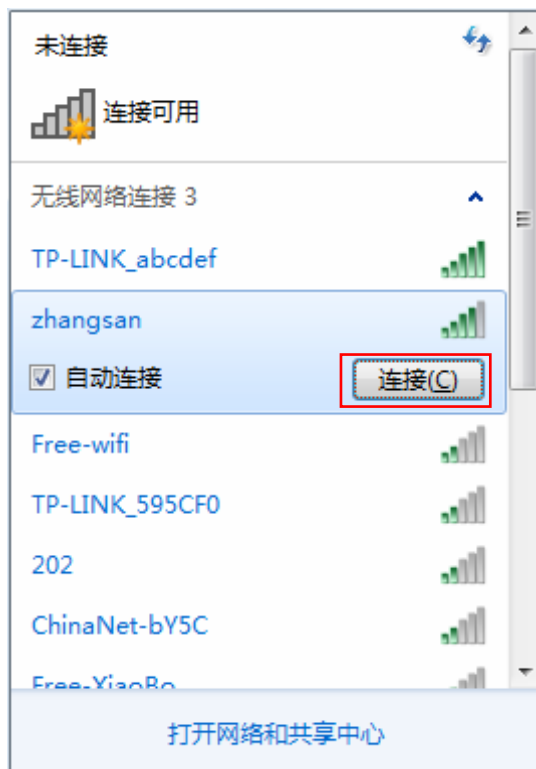 未连接
连接可用
无线网络连接 3
TP-LINK_abcdef
zhangsan
自动连接 连接(C)
Free-wifi
TP-LINK_595CF0
202
ChinaNet-bY5C
Free-XiaoBo
打开网络和共享中心